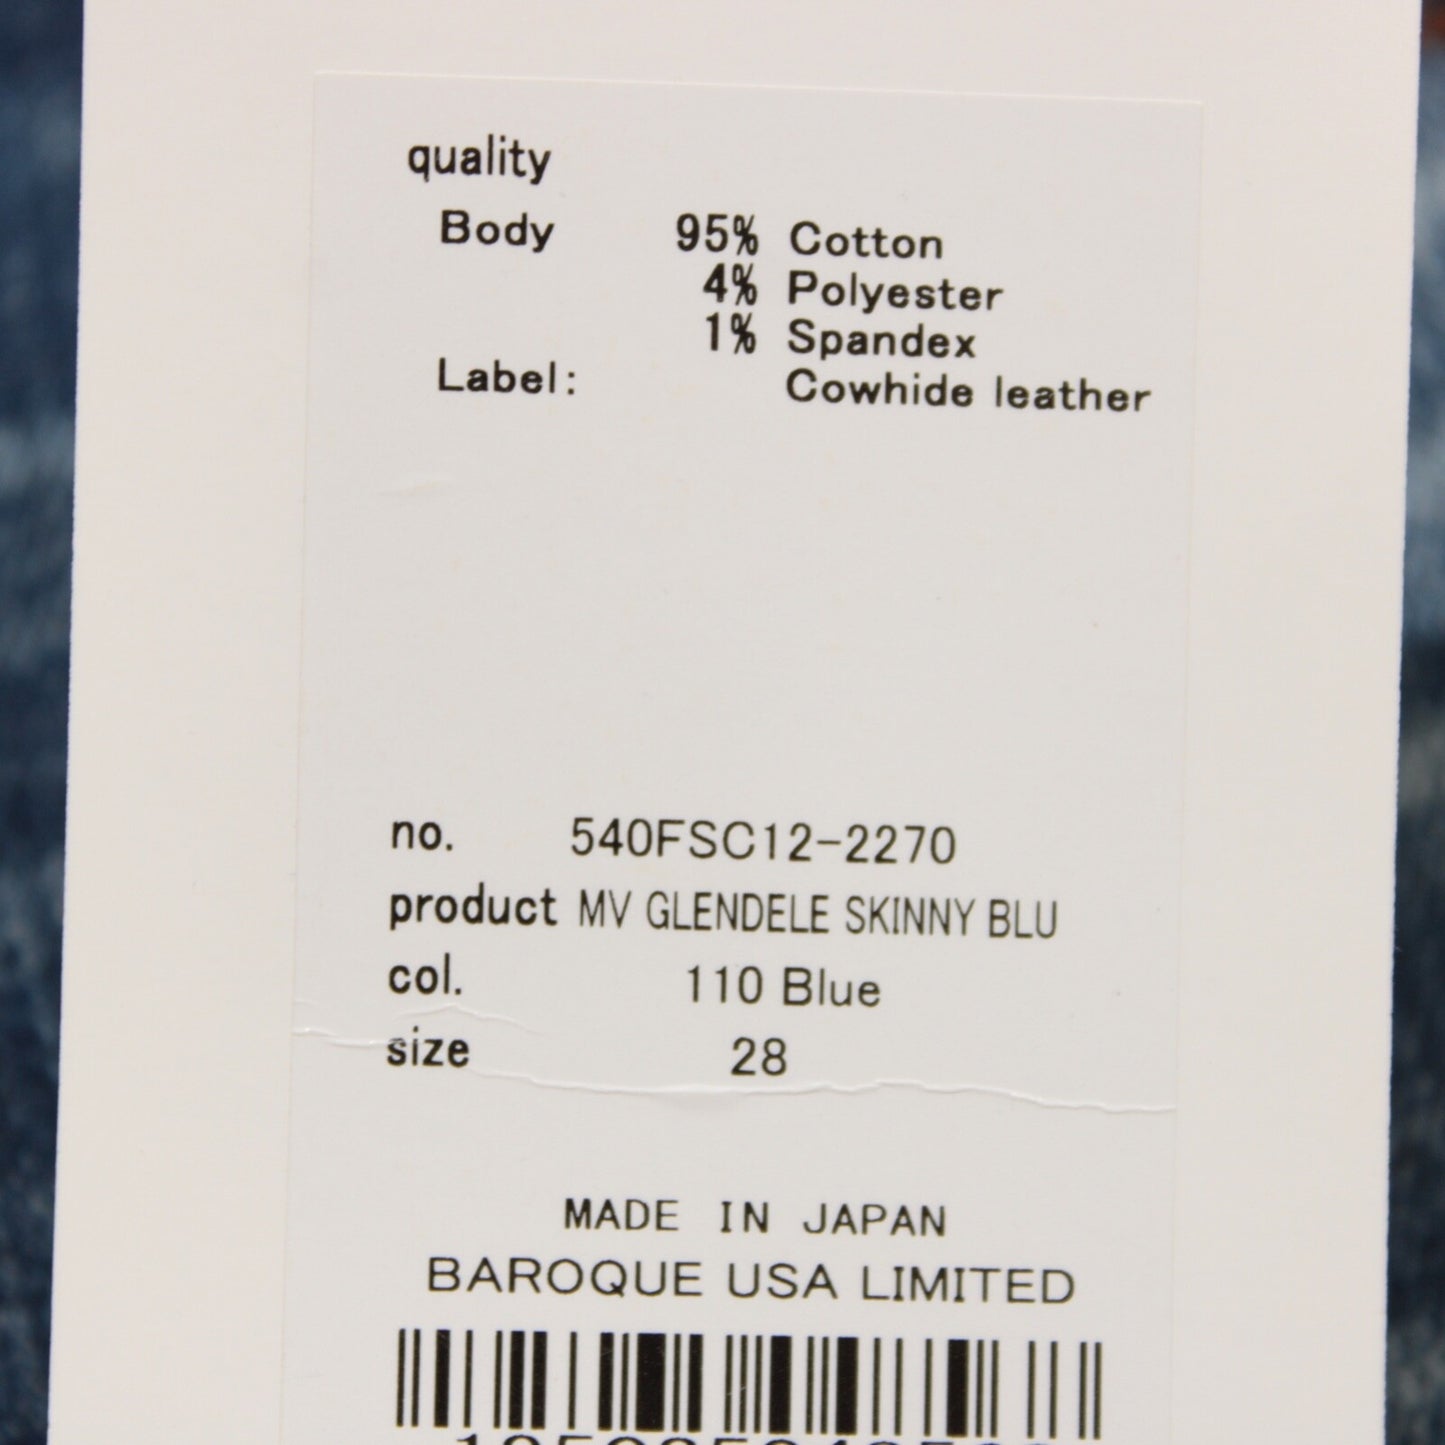 quality
Body 95% Cotton
4% Polyester
1% Spandex
Label: Cowhide leather
no. 540FSC12-2270
product MV GLENDELE SKINNY BLU
col. 110 Blue
size 28
MADE IN JAPAN
BAROQUE USA LIMITED